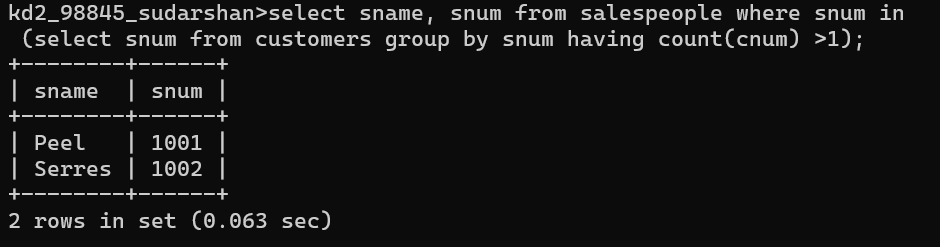 kd2_98845_sudarshan>select sname, snum from salespeople where snum in
 (select snum from customers group by snum having count(cnum) >1);
+--------+------+
| sname  | snum |
+--------+------+
| Peel   | 1001 |
| Serres | 1002 |
+--------+------+
2 rows in set (0.063 sec)